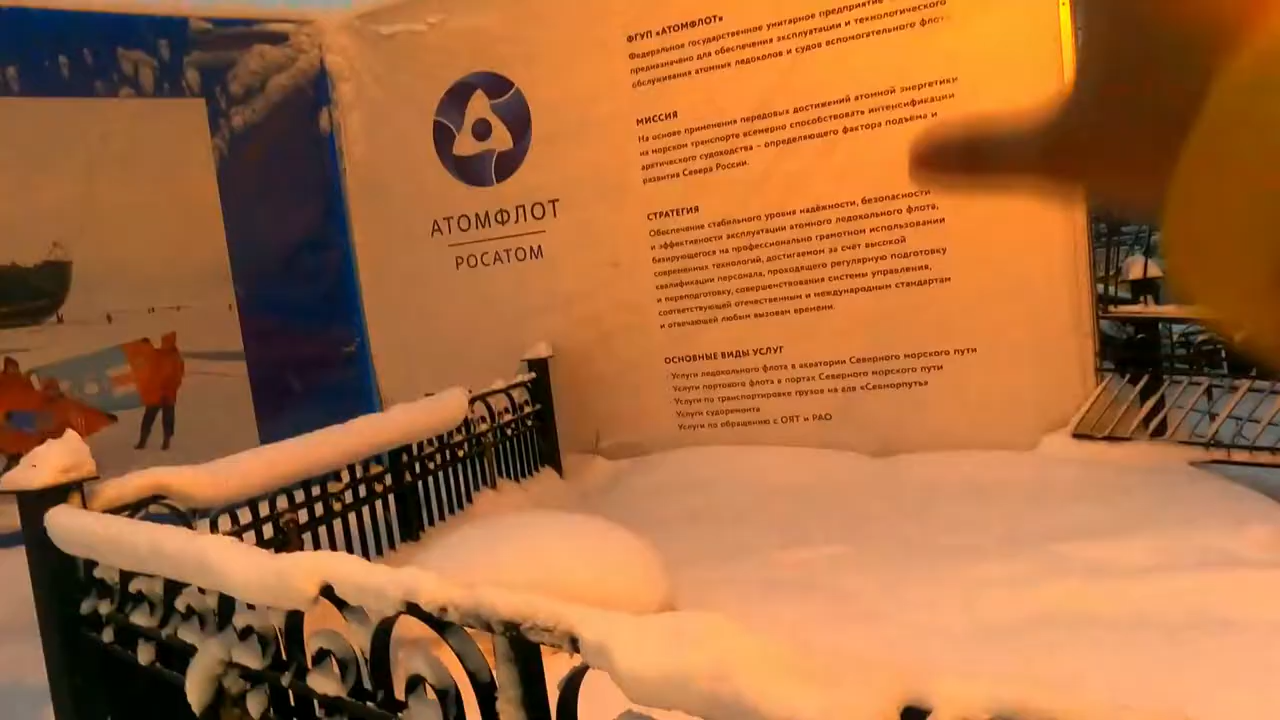 АТОМФЛОТ
РОСАТОМ
ФГУП «АТОМФЛОТ»
Федеральное государственное унитарное предприятие
предназначено для обеспечения эксплуатации и технологического
обслуживания атомных ледоколов и судов вспомогательного
МИССИЯ
На основе применения передовых достижений атомной энергетики
на морском транспорте всемерно способствовать интенсификации
арктического судоходства – определяющего фактора подъёма и
развития Севера России.
СТРАТЕГИЯ
Обеспечение стабильного уровня надёжности, безопасности
и эффективности эксплуатации атомного ледокольного флота,
базирующегося на профессионально грамотном использовании
современных технологий, достигаемом за счёт высокой
квалификации персонала, проходящего регулярную подготовку
и переподготовку, совершенствования системы управления,
соответствующей отечественным и международным стандартам
и отвечающей любым вызовам времени.
ОСНОВНЫЕ ВИДЫ УСЛУГ
· Услуги ледокольного флота в акватории Северного морского пути
· Услуги портового флота в портах Северного морского пути
· Услуги по транспортировке грузов на алв «Севморпуть»
Услуги судоремонта
Услуги по обращению с ОЯТ и РАО